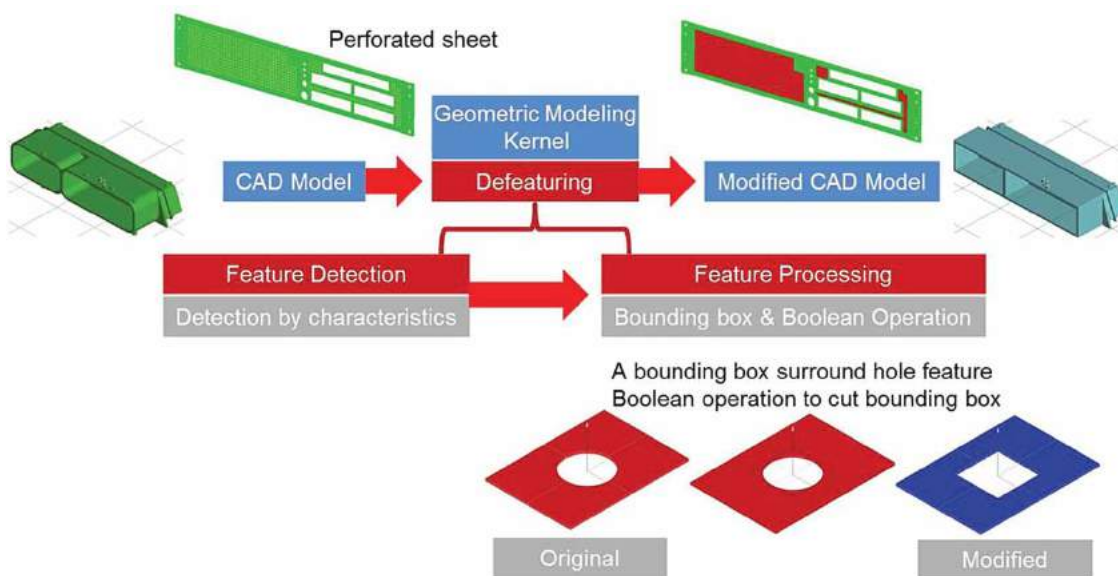 Perforated sheet
Geometric Modeling
Kernel
CAD Model
Defeaturing
Modified CAD Model
Feature Detection
Feature Processing
Detection by characteristics
Bounding box & Boolean Operation
A bounding box surround hole feature
Boolean operation to cut bounding box
Original
Modified